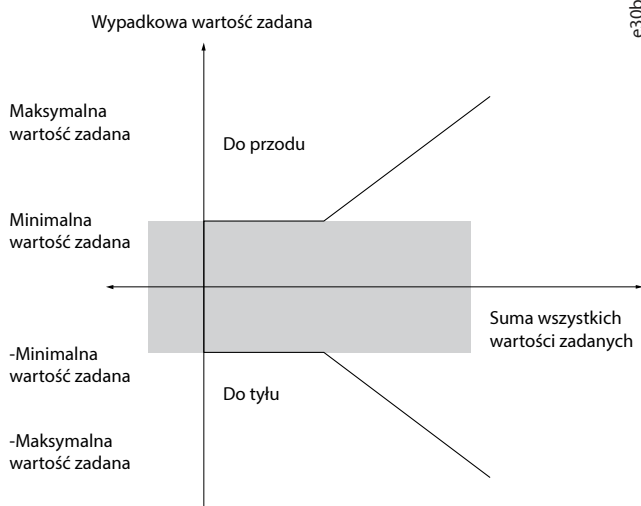 Wypadkowa wartość zadana
e30b
Maksymalna
wartość zadana
Do przodu
Minimalna
wartość zadana
Suma wszystkich
wartości zadanych
-Minimalna
wartość zadana
Do tyłu
-Maksymalna
wartość zadana